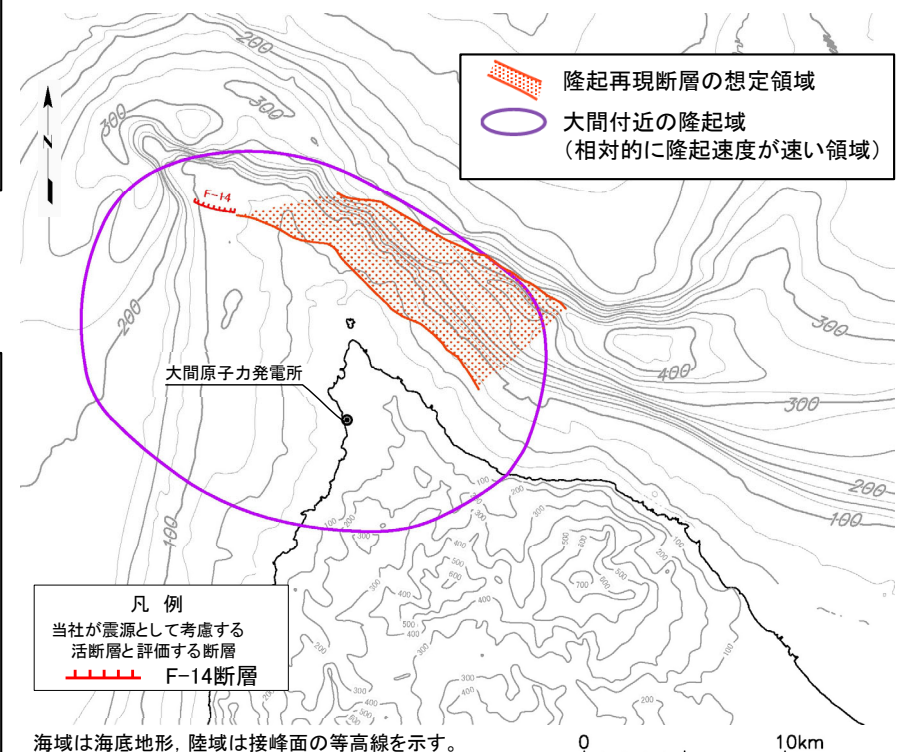 隆起再現断層の想定領域
大間付近の隆起域
(相対的に隆起速度が速い領域)
N
200
300
300
F-14
200
300
400
300
大間原子力発電所
200
100
100
凡 例
当社が震源として考慮する
活断層と評価する断層
F-14断層
海域は海底地形, 陸域は接峰面の等高線を示す。
0 10km